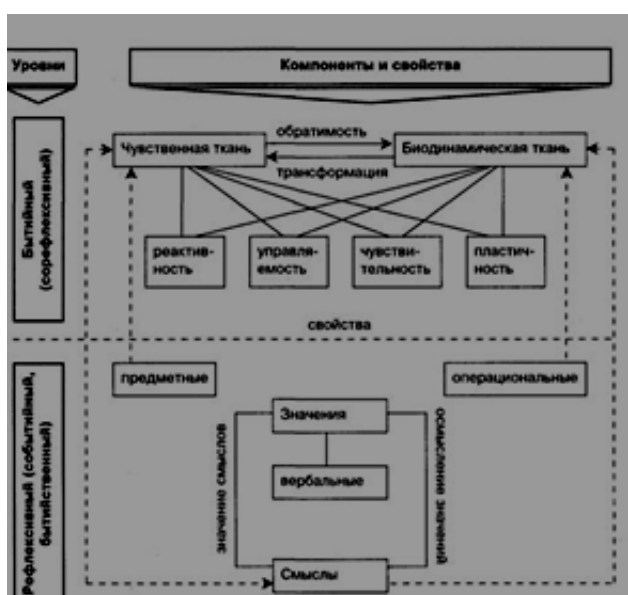 Уровни
Компоненты и свойства
Бытийный
(сорефлексивный)
Чувственная ткань
обратимость
трансформация
Биодинамическая ткань
реактив-
ность
управля-
емость
чувстви-
тельность
пластич-
ность
свойства
Рефлексивный (событийный,
бытийственный)
предметные
операциональные
Значения
вербальные
значение смыслов
осмысление значений
Смыслы